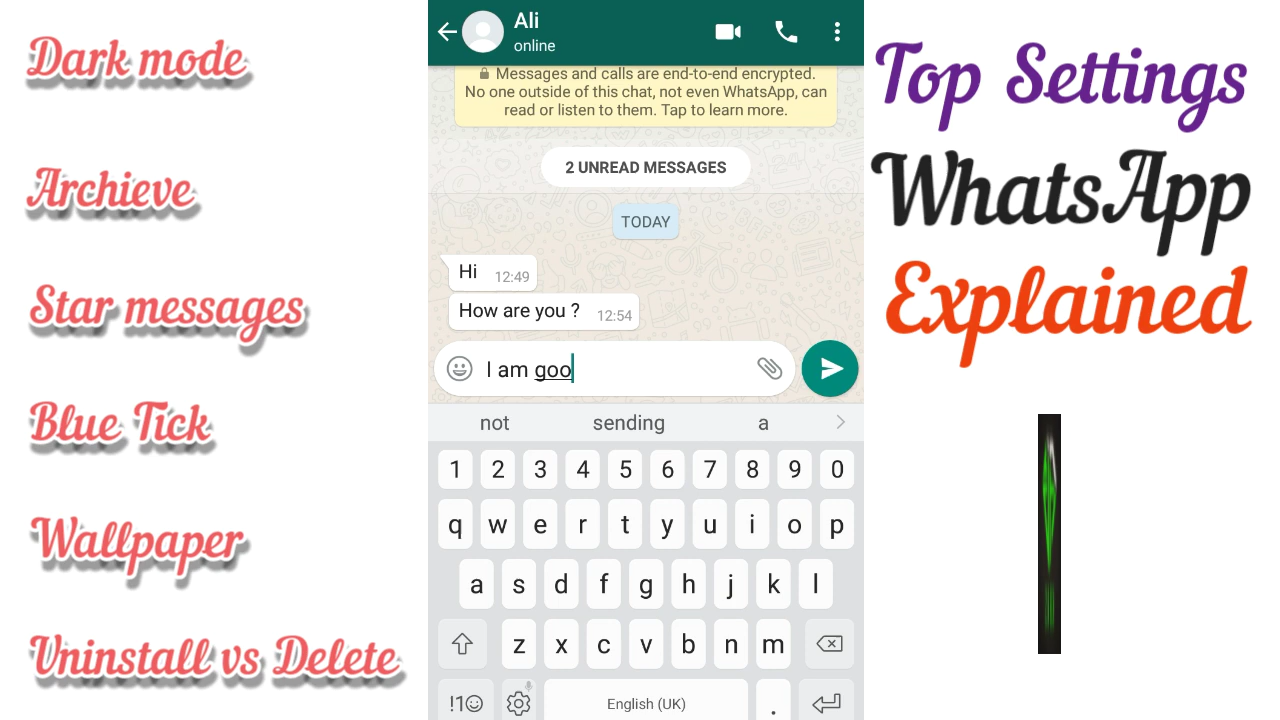 Dark mode
Archieve
Star messages
Blue Tick
Wallpaper
Uninstall vs Delete
Ali
online
Messages and calls are end-to-end encrypted.
No one outside of this chat, not even WhatsApp, can
read or listen to them. Tap to learn more.
2 UNREAD MESSAGES
TODAY
Hi 12:49
How are you ? 12:54
I am goo
not sending a
1 2 3 4 5 6 7 8 9 0
q w e r t y u i o p
a s d f g h j k l
z x c v b n m
!1☺ English (UK) .
Top Settings
WhatsApp
Explained